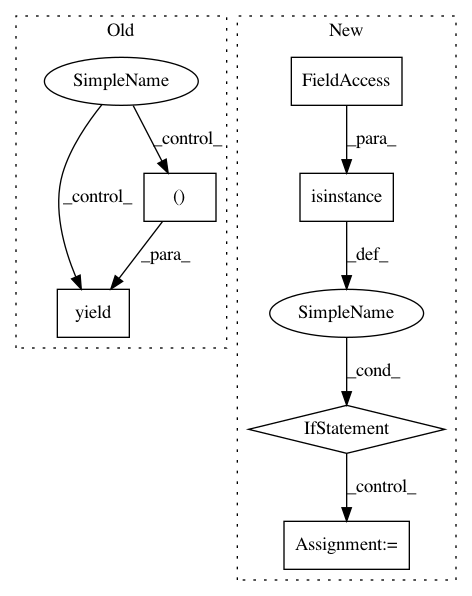 Old
SimpleName
_control_
_control_
()
_para_
yield
New
FieldAccess
_para_
isinstance
_def_
SimpleName
_cond_
IfStatement
_control_
Assignment:=